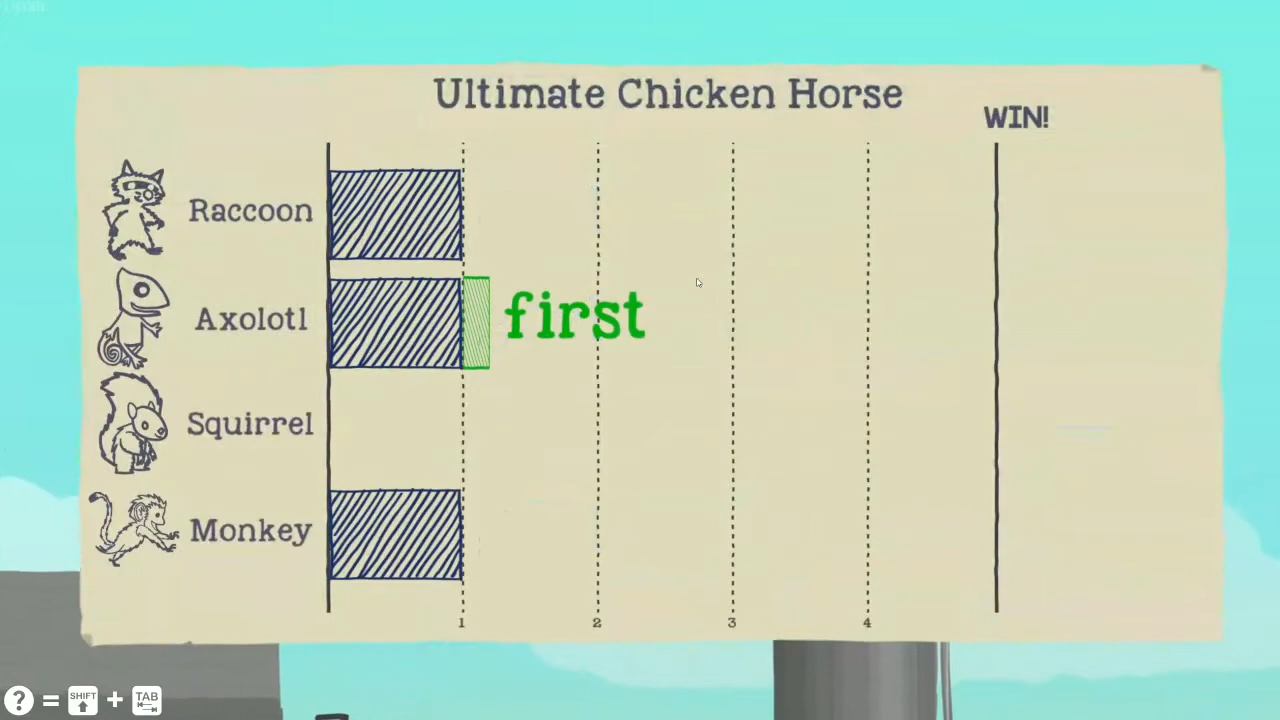 Ultimate Chicken Horse
WIN!
Raccoon
Axolotl
first
Squirrel
Monkey
1 2 3 4
? = SHIFT + TAB